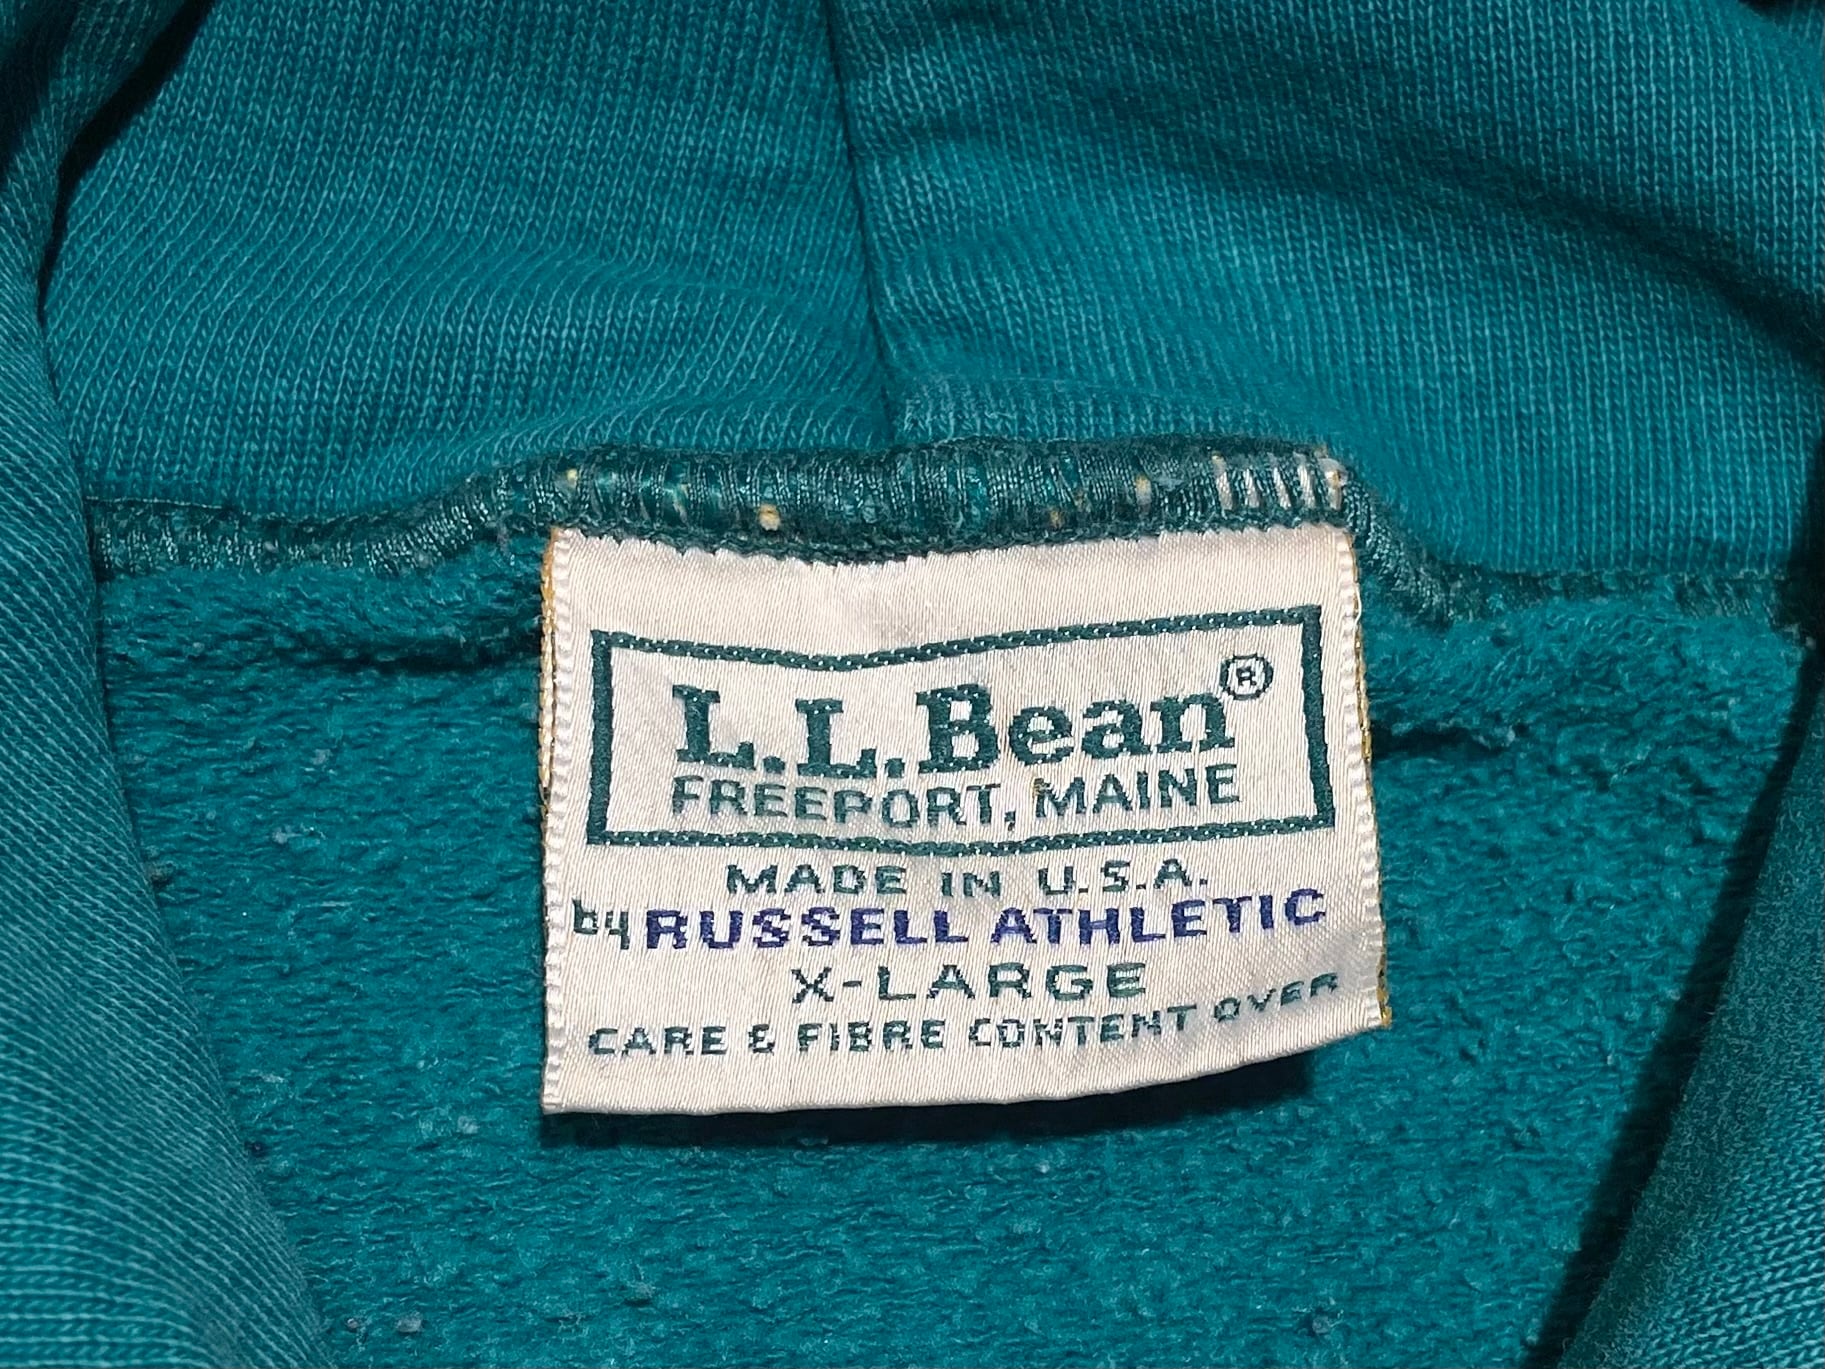 L.L.Bean®
FREEPORT, MAINE
MADE IN U.S.A.
by RUSSELL ATHLETIC
X-LARGE
CARE & FIBRE CONTENT OVER